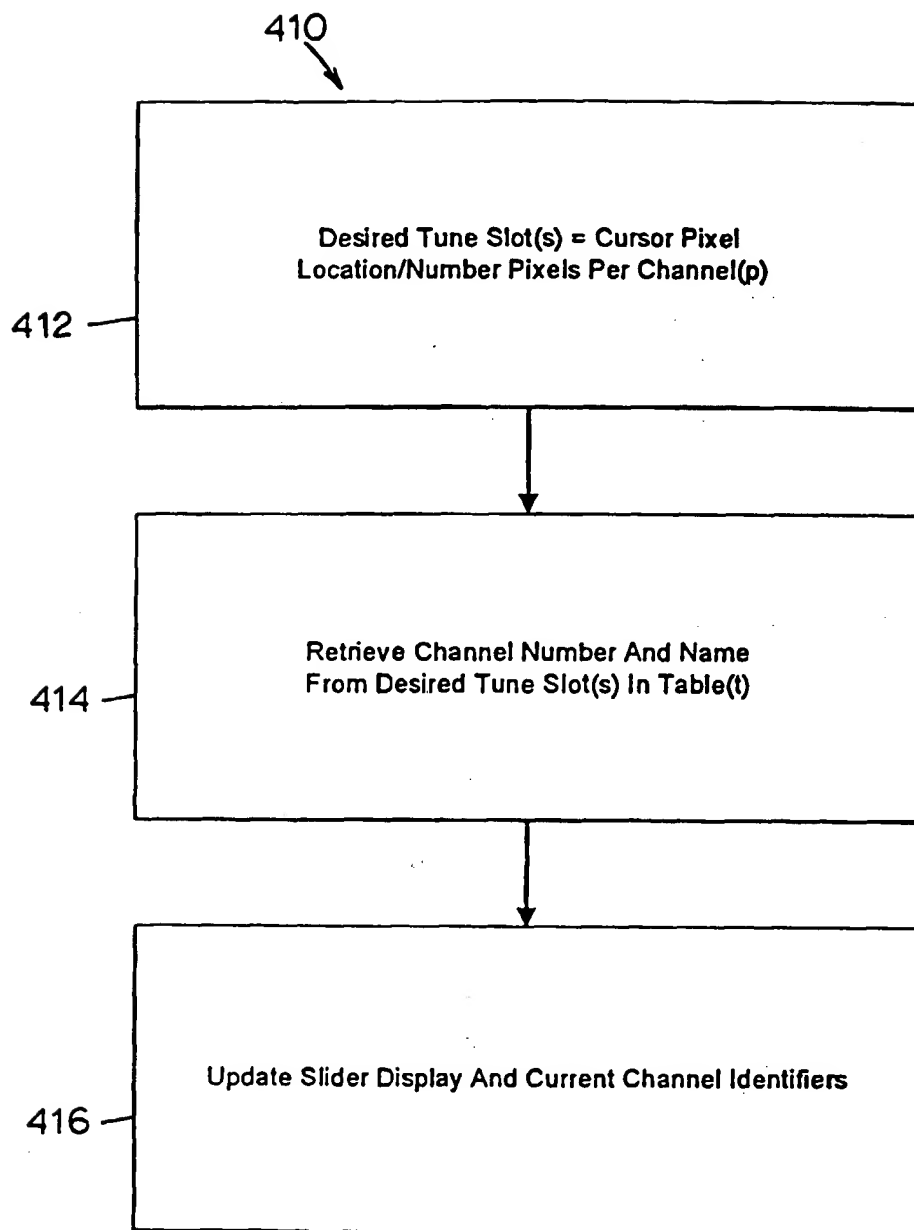 410
Desired Tune Slot(s) = Cursor Pixel
Location/Number Pixels Per Channel(p)
412
Retrieve Channel Number And Name
From Desired Tune Slot(s) In Table(t)
414
Update Slider Display And Current Channel Identifiers
416